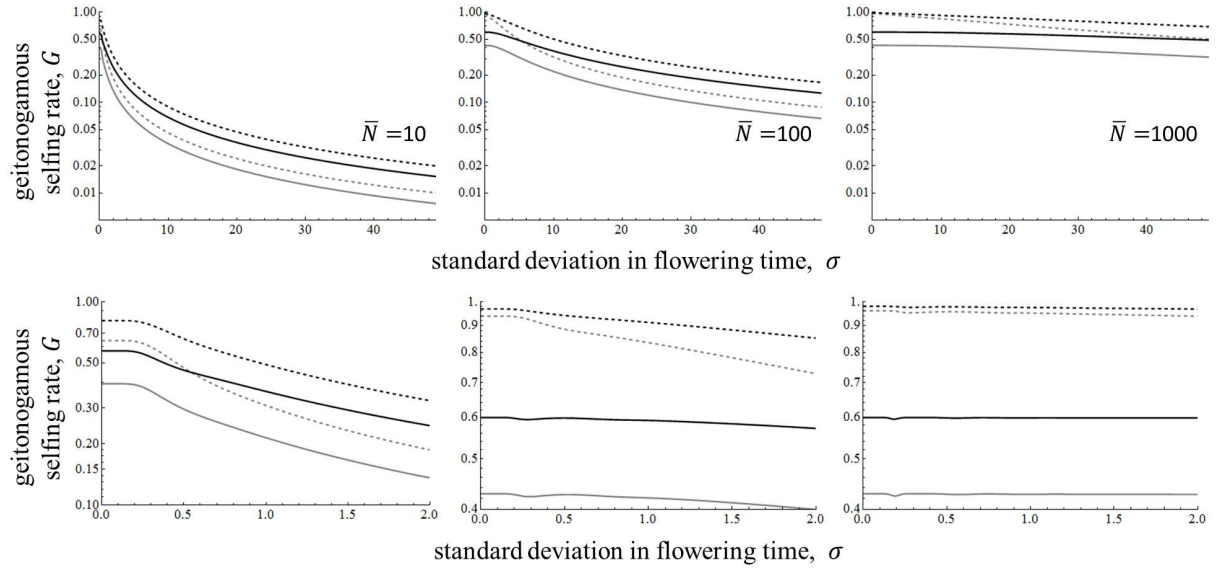 geitonogamous
selfing rate, G
1.00
0.50
0.20
0.10
0.05
0.02
0.01
0 10 20 30 40
N̅ =10
1.00
0.50
0.20
0.10
0.05
0.02
0.01
0 10 20 30 40
N̅ =100
1.00
0.50
0.20
0.10
0.05
0.02
0.01
0 10 20 30 40
N̅ =1000
standard deviation in flowering time, σ
geitonogamous
selfing rate, G
1.00
0.70
0.50
0.30
0.20
0.15
0.10
0.0 0.5 1.0 1.5 2.0
1.
0.9
0.8
0.7
0.6
0.5
0.4
0.0 0.5 1.0 1.5 2.0
1.
0.9
0.8
0.7
0.6
0.5
0.4
0.0 0.5 1.0 1.5 2.0
standard deviation in flowering time, σ